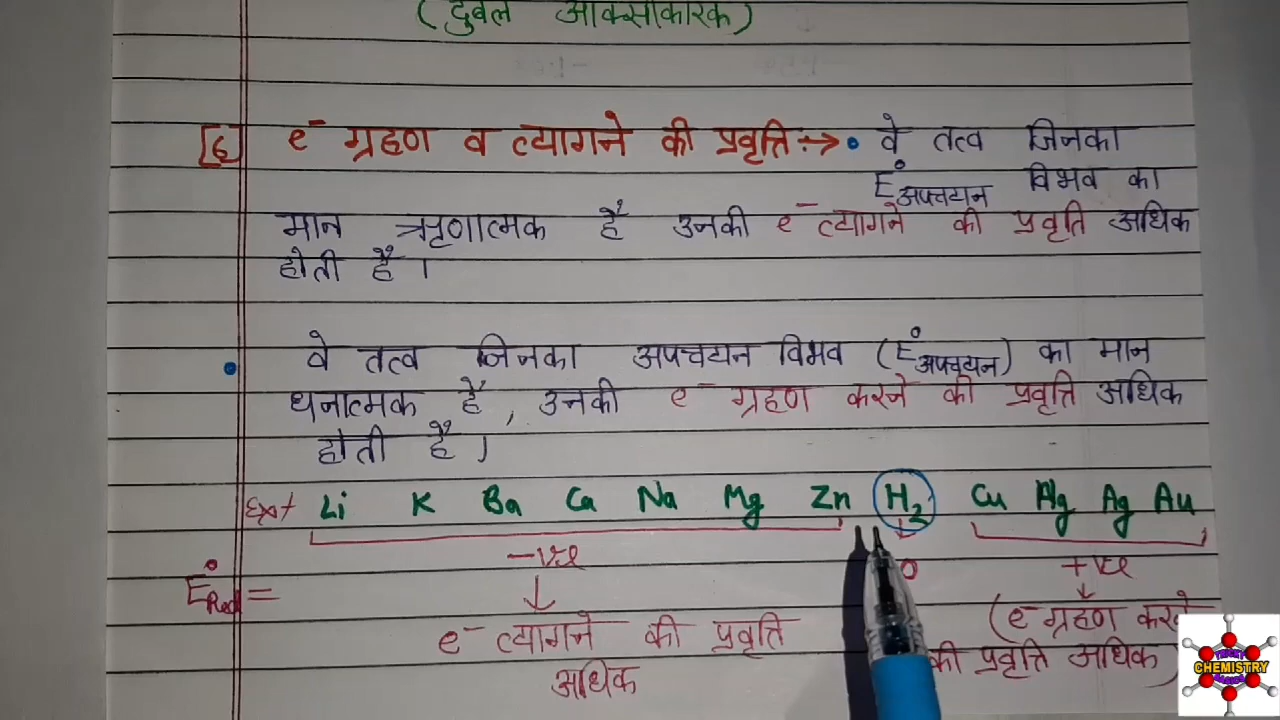 (दुर्बल आक्सीकारक)
[6] e⁻ ग्रहण व त्यागने की प्रवृत्ति :→ • वे तत्व जिनका
E°अपचयन विभव का
मान ऋृणात्मक है उनकी e⁻ त्यागने की प्रवृति अधिक
होती है ।
• वे तत्व जिनका अपचयन विभव (E°अपचयन) का मान
धनात्मक है , उनकी e⁻ ग्रहण करने की प्रवृत्ति अधिक
होती है ।
Ex→ Li K Ba Ca Na Mg Zn H₂ Cu Hg Ag Au
-ve 0 +ve
E°Red =
↓ (e⁻ ग्रहण करने
e⁻ त्यागने की प्रवृत्ति की प्रवृत्ति अधिक)
अधिक
CHEMISTRY